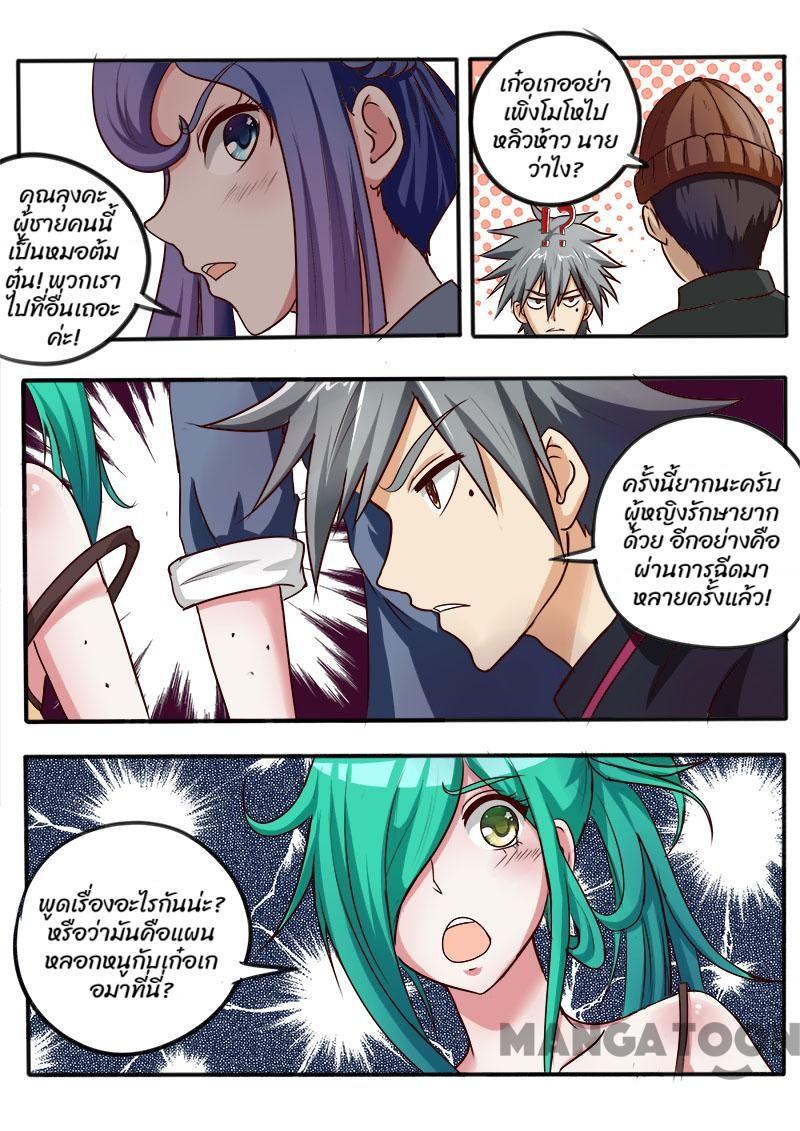 คุณลุงคะ
ผู้ชายคนนี้
เป็นหมอต้ม
ตุ๋น! พวกเรา
ไปที่อื่นเถอะ
ค่ะ!
เก๋อเกออย่า
เพิ่งโมโหไป
หลิวห้าว นาย
ว่าไง?
!?
ครั้งนี้ยากนะครับ
ผู้หญิงรักษายาก
ด้วย อีกอย่างคือ
ผ่านการฉีดมา
หลายครั้งแล้ว!
พูดเรื่องอะไรกันน่ะ?
หรือว่ามันคือแผน
หลอกหนูกับเก๋อเก
อมาที่นี่?
MANGATOON